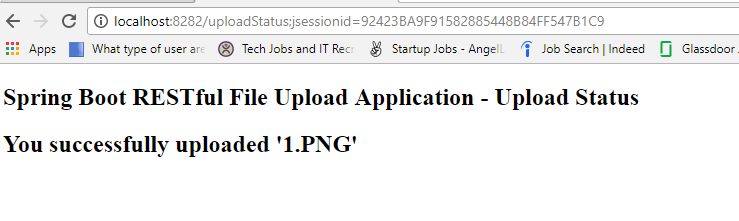 localhost:8282/uploadStatus;jsessionid=92423BA9F91582885448B84FF547B1C9
Apps What type of user are Tech Jobs and IT Recr Startup Jobs - AngelL Job Search | Indeed Glassdoor
Spring Boot RESTful File Upload Application - Upload Status
You successfully uploaded '1.PNG'